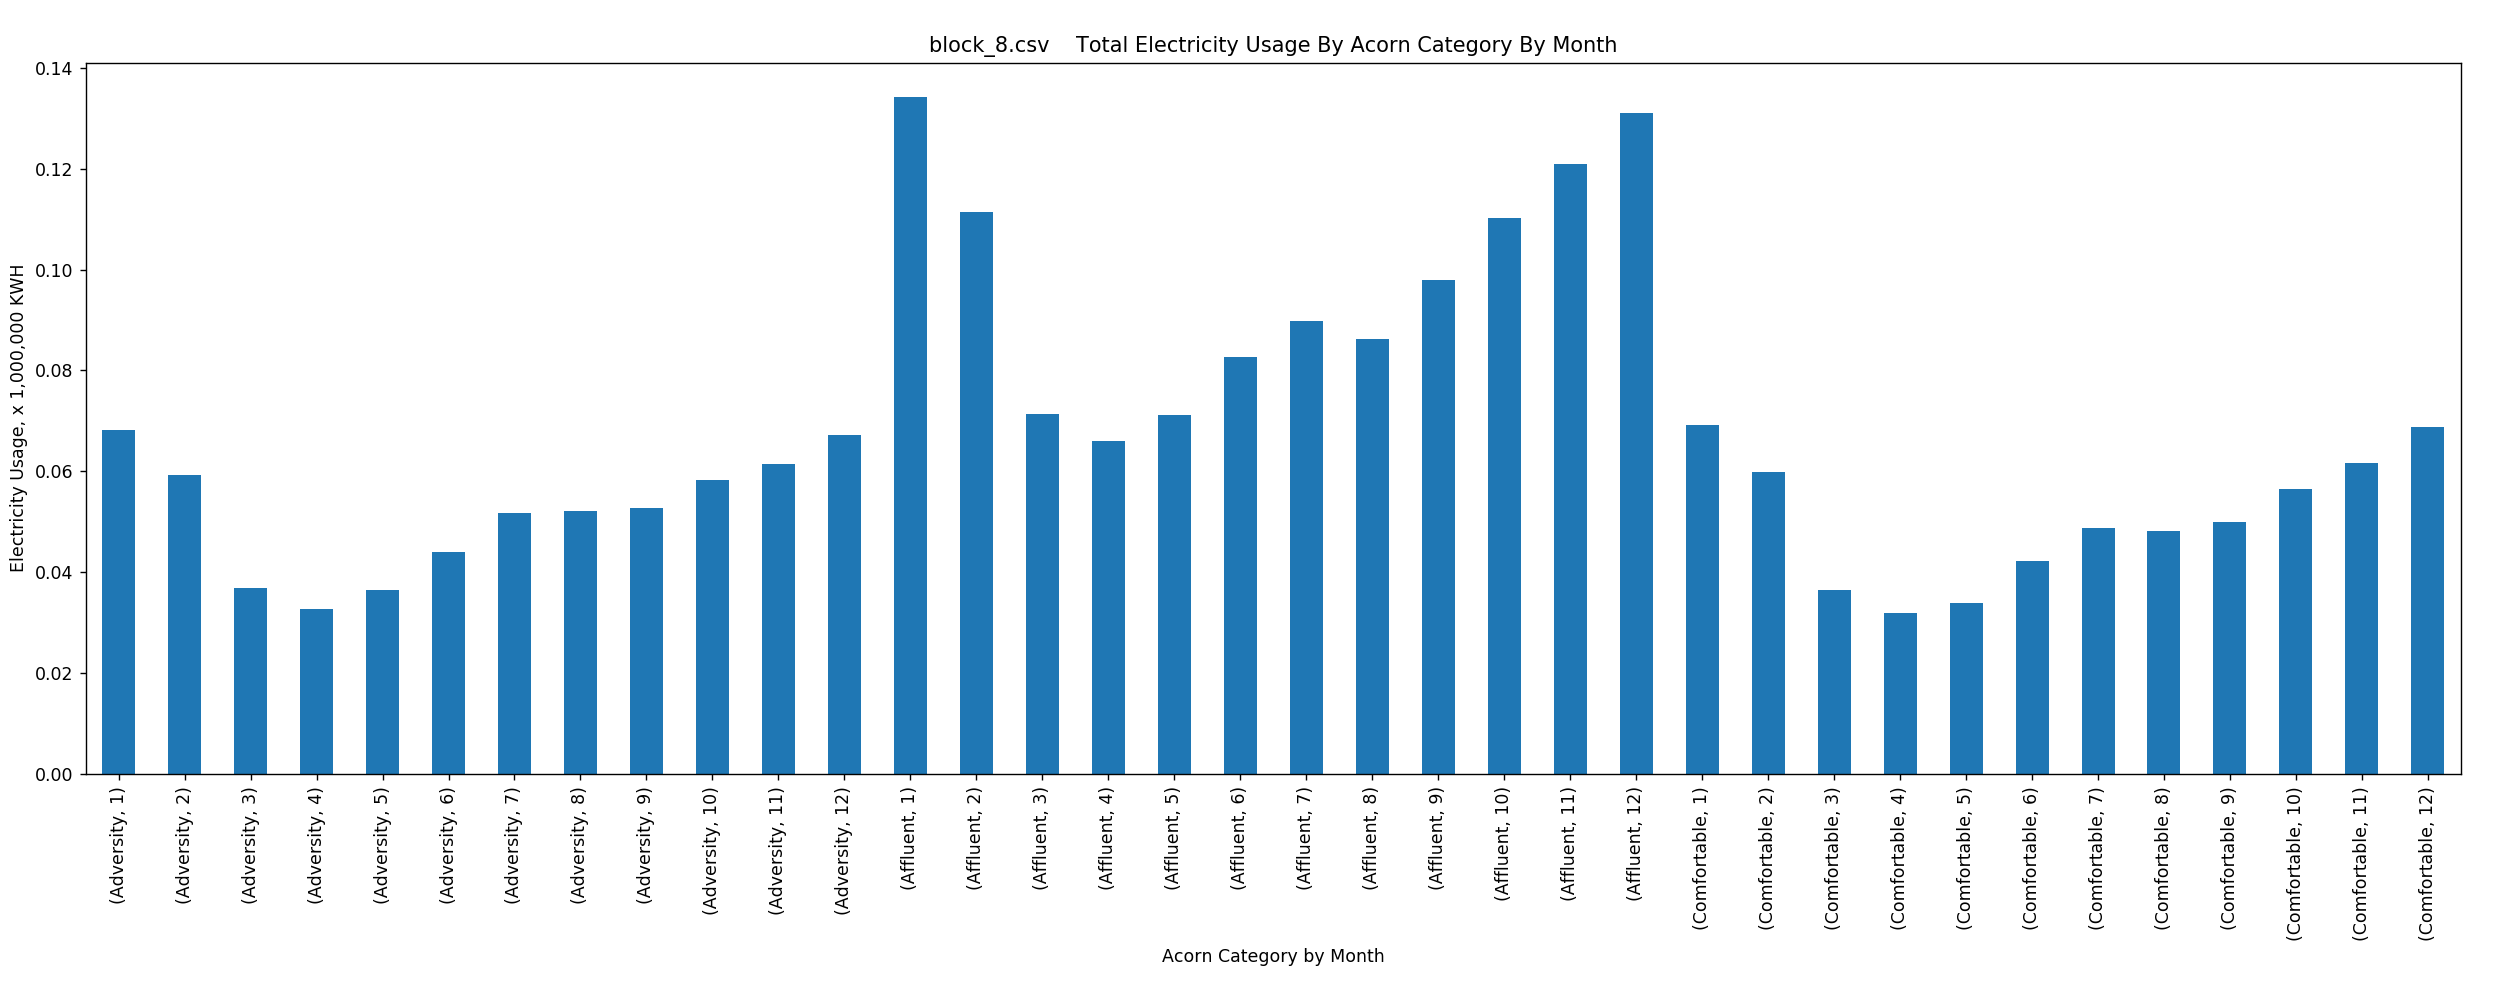 block_8.csv    Total Electricity Usage By Acorn Category By Month
Electricity Usage, x 1,000,000 KWH
0.14
0.12
0.10
0.08
0.06
0.04
0.02
0.00
(Adversity, 1)
(Adversity, 2)
(Adversity, 3)
(Adversity, 4)
(Adversity, 5)
(Adversity, 6)
(Adversity, 7)
(Adversity, 8)
(Adversity, 9)
(Adversity, 10)
(Adversity, 11)
(Adversity, 12)
(Affluent, 1)
(Affluent, 2)
(Affluent, 3)
(Affluent, 4)
(Affluent, 5)
(Affluent, 6)
(Affluent, 7)
(Affluent, 8)
(Affluent, 9)
(Affluent, 10)
(Affluent, 11)
(Affluent, 12)
(Comfortable, 1)
(Comfortable, 2)
(Comfortable, 3)
(Comfortable, 4)
(Comfortable, 5)
(Comfortable, 6)
(Comfortable, 7)
(Comfortable, 8)
(Comfortable, 9)
(Comfortable, 10)
(Comfortable, 11)
(Comfortable, 12)
Acorn Category by Month